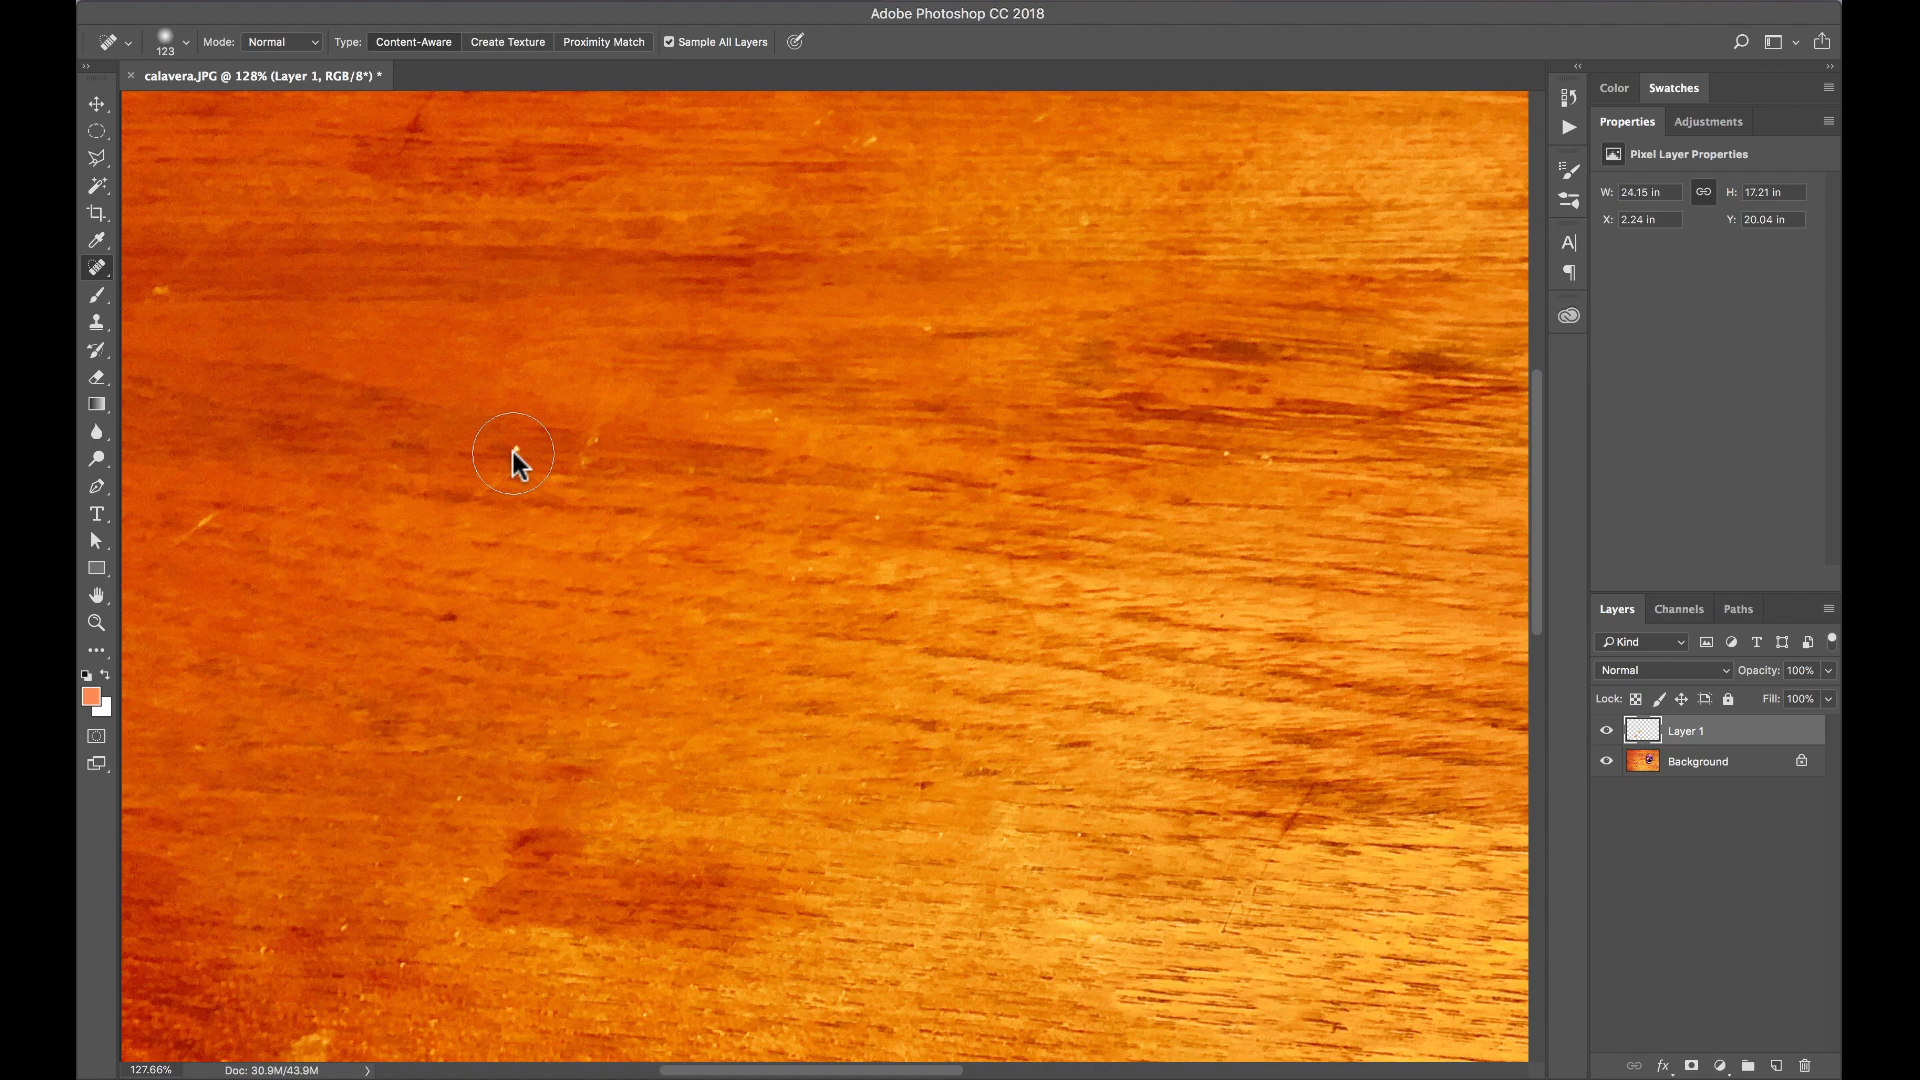 Adobe Photoshop CC 2018
123 Mode: Normal Type: Content-Aware Create Texture Proximity Match Sample All Layers
calavera.JPG @ 128% (Layer 1, RGB/8*) *
Color Swatches
Properties Adjustments
Pixel Layer Properties
W: 24.15 in H: 17.21 in
X: 2.24 in Y: 20.04 in
Layers Channels Paths
Kind
Normal Opacity: 100%
Lock: Fill: 100%
Layer 1
Background
127.66% Doc: 30.9M/43.9M